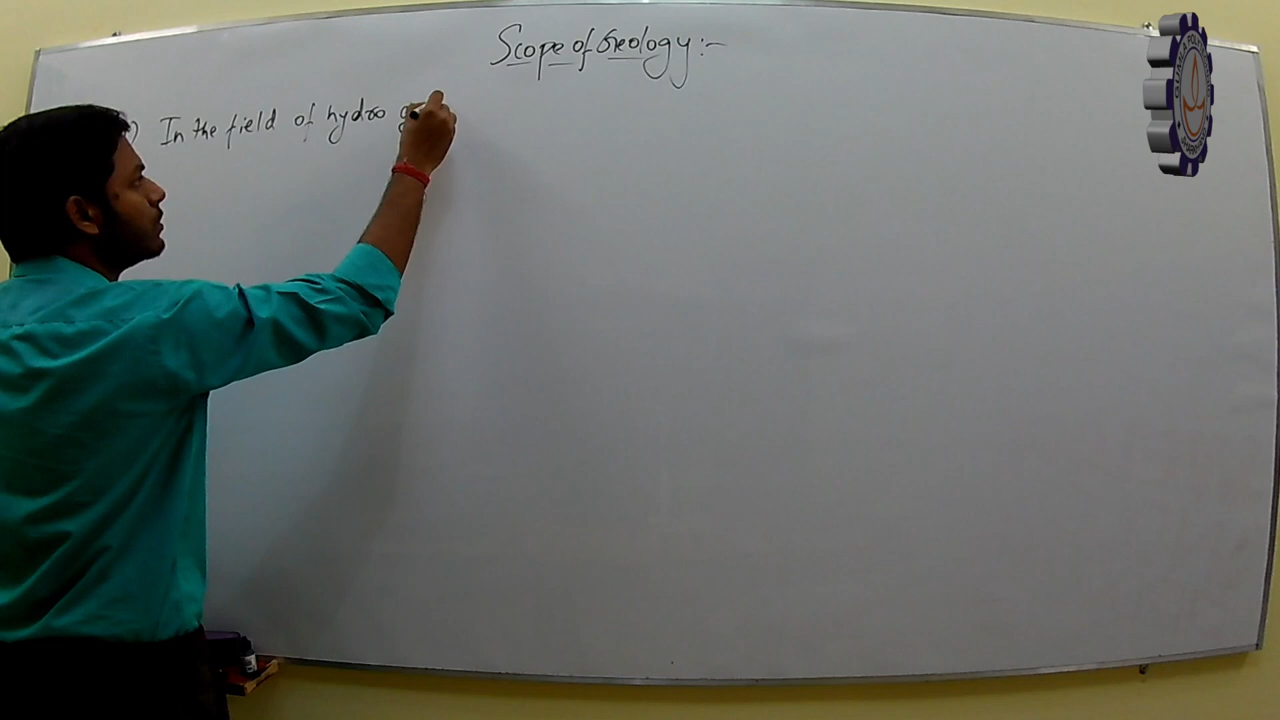 Scope of Geology :-
) In the field of hydro g